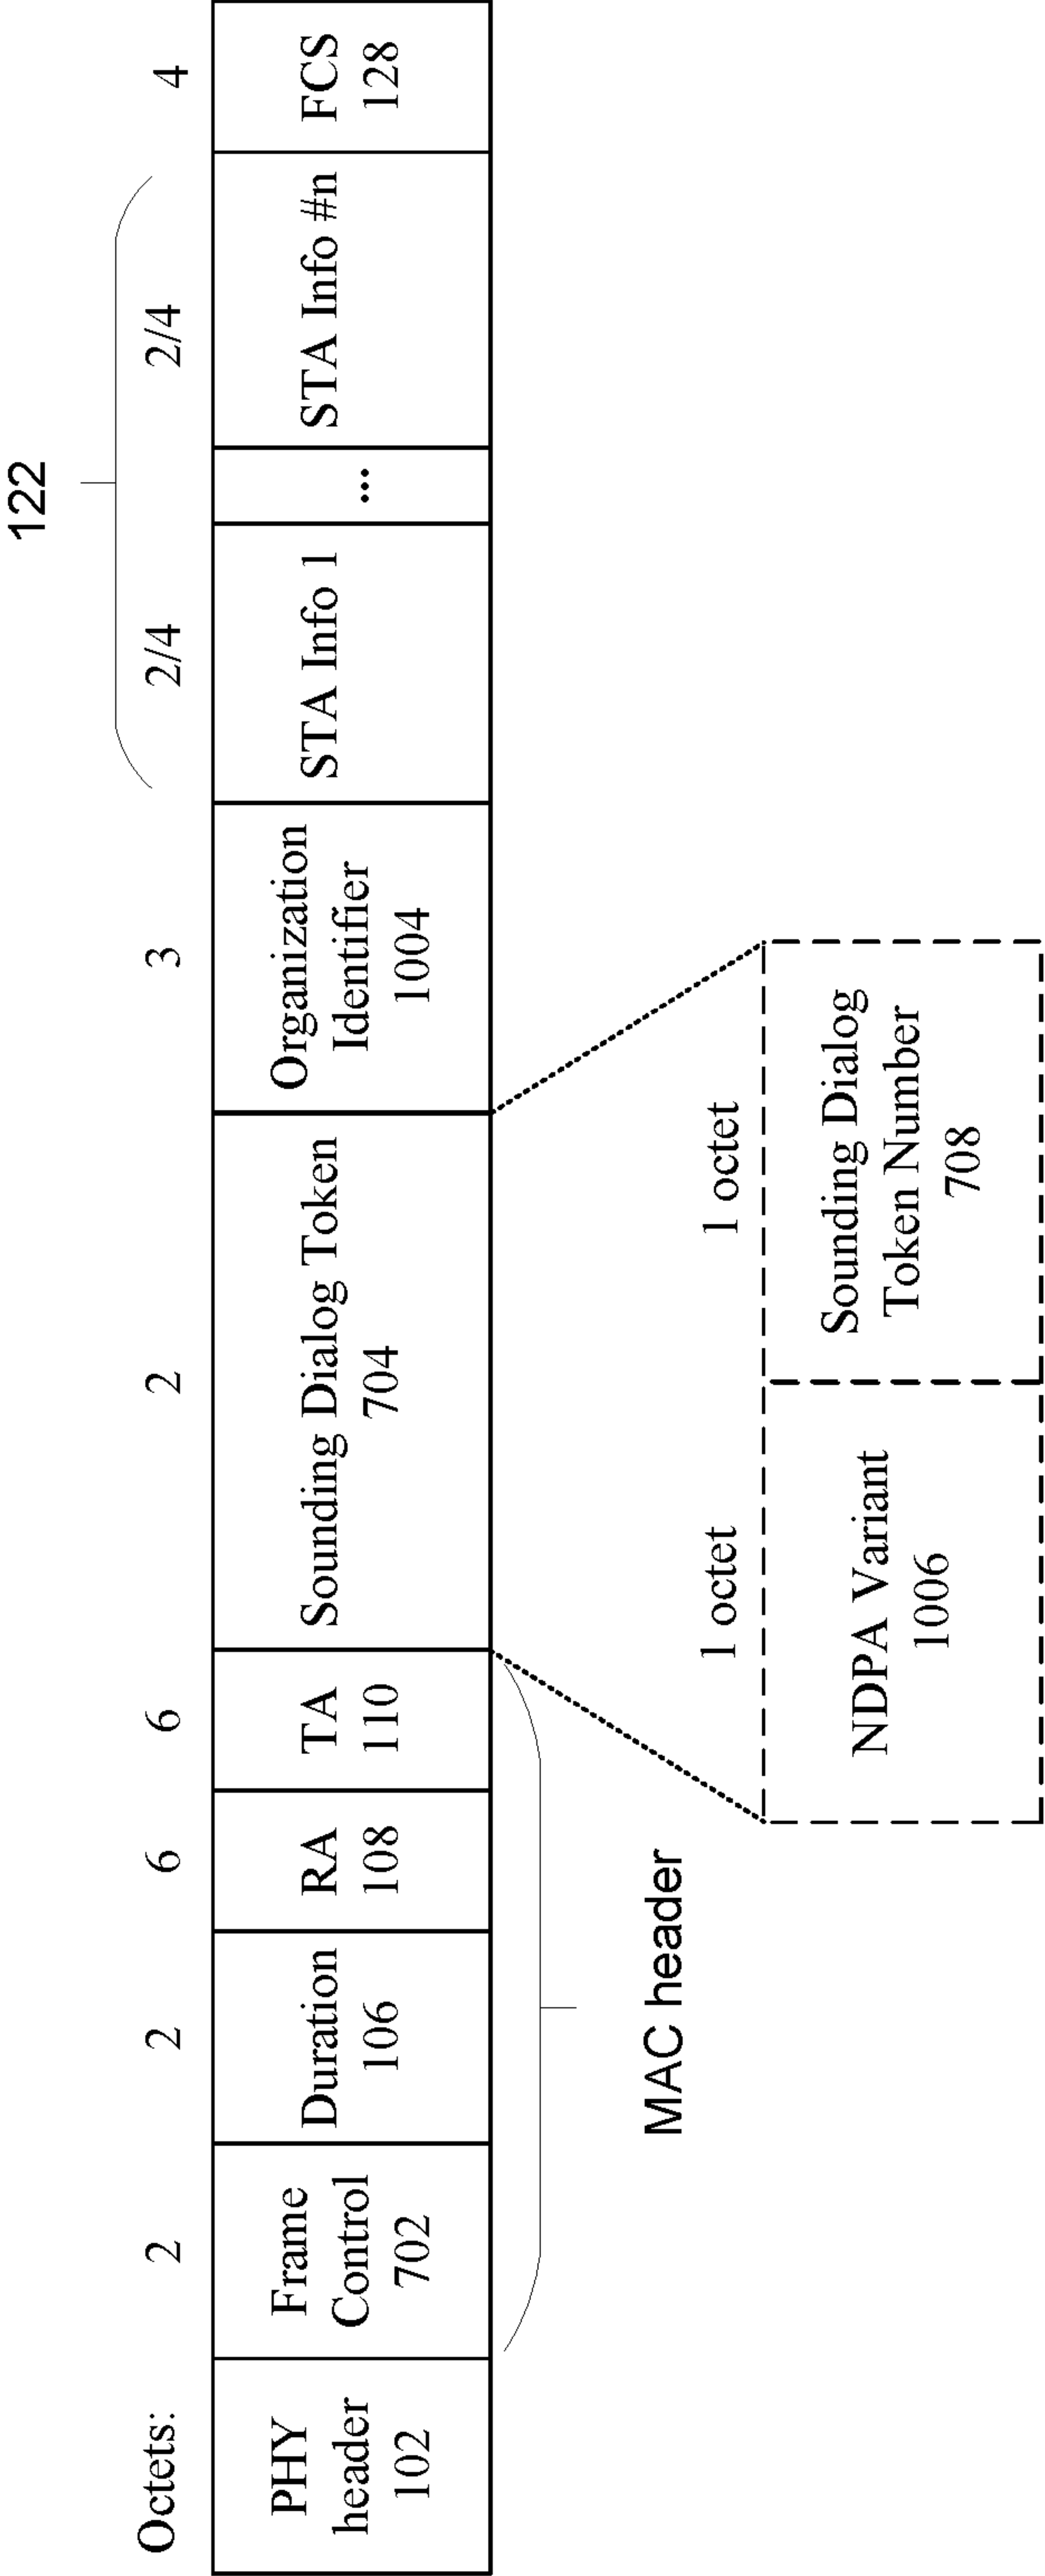 122
Octets:
2
2
6
6
2
3
2/4
2/4
4
PHY
header
102
Frame
Control
702
Duration
106
RA
108
TA
110
Sounding Dialog Token
704
Organization
Identifier
1004
STA Info 1
...
STA Info #n
FCS
128
MAC header
1 octet
1 octet
NDPA Variant
1006
Sounding Dialog
Token Number
708